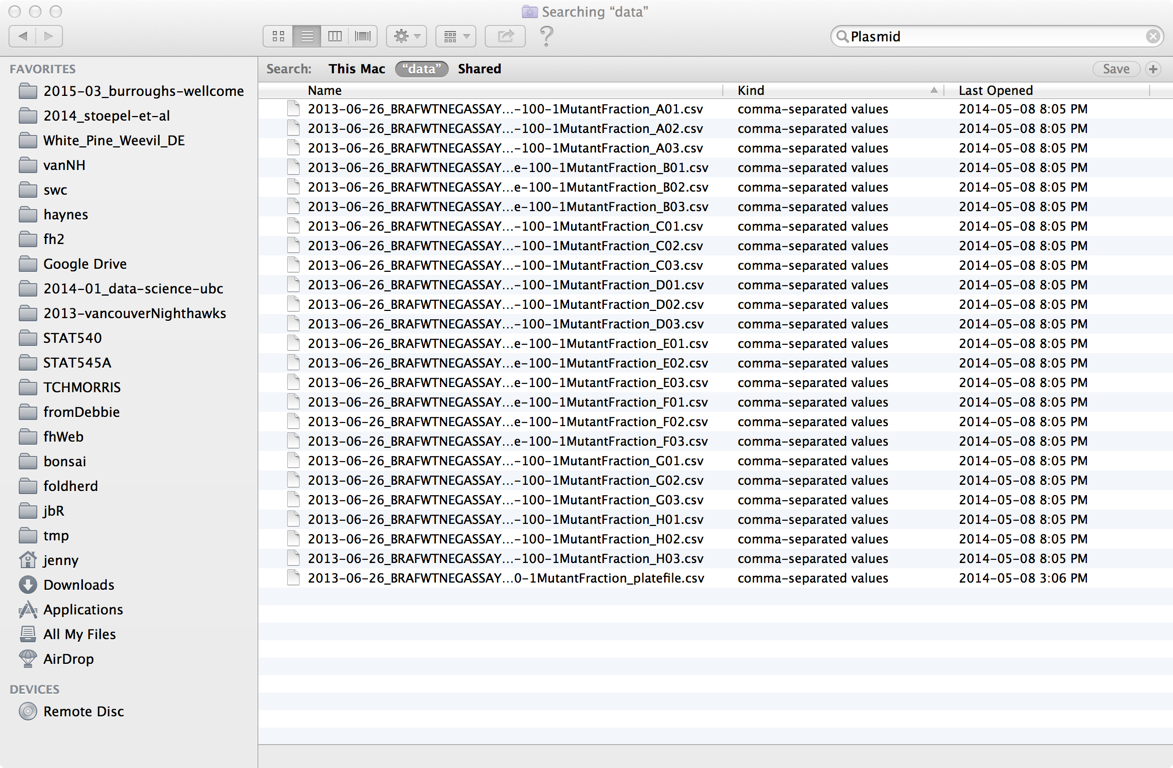 Searching “data”
Plasmid
FAVORITES
2015-03_burroughs-wellcome
2014_stoepel-et-al
White_Pine_Weevil_DE
vanNH
swc
haynes
fh2
Google Drive
2014-01_data-science-ubc
2013-vancouverNighthawks
STAT540
STAT545A
TCHMORRIS
fromDebbie
fhWeb
bonsai
foldherd
jbR
tmp
jenny
Downloads
Applications
All My Files
AirDrop
DEVICES
Remote Disc
Search: This Mac “data” Shared Save +
Name Kind Last Opened
2013-06-26_BRAFWTNEGASSAY...-100-1MutantFraction_A01.csv comma-separated values 2014-05-08 8:05 PM
2013-06-26_BRAFWTNEGASSAY...-100-1MutantFraction_A02.csv comma-separated values 2014-05-08 8:05 PM
2013-06-26_BRAFWTNEGASSAY...-100-1MutantFraction_A03.csv comma-separated values 2014-05-08 8:05 PM
2013-06-26_BRAFWTNEGASSAY...e-100-1MutantFraction_B01.csv comma-separated values 2014-05-08 8:05 PM
2013-06-26_BRAFWTNEGASSAY...e-100-1MutantFraction_B02.csv comma-separated values 2014-05-08 8:05 PM
2013-06-26_BRAFWTNEGASSAY...e-100-1MutantFraction_B03.csv comma-separated values 2014-05-08 8:05 PM
2013-06-26_BRAFWTNEGASSAY...-100-1MutantFraction_C01.csv comma-separated values 2014-05-08 8:05 PM
2013-06-26_BRAFWTNEGASSAY...-100-1MutantFraction_C02.csv comma-separated values 2014-05-08 8:05 PM
2013-06-26_BRAFWTNEGASSAY...-100-1MutantFraction_C03.csv comma-separated values 2014-05-08 8:05 PM
2013-06-26_BRAFWTNEGASSAY...-100-1MutantFraction_D01.csv comma-separated values 2014-05-08 8:05 PM
2013-06-26_BRAFWTNEGASSAY...-100-1MutantFraction_D02.csv comma-separated values 2014-05-08 8:05 PM
2013-06-26_BRAFWTNEGASSAY...-100-1MutantFraction_D03.csv comma-separated values 2014-05-08 8:05 PM
2013-06-26_BRAFWTNEGASSAY...e-100-1MutantFraction_E01.csv comma-separated values 2014-05-08 8:05 PM
2013-06-26_BRAFWTNEGASSAY...e-100-1MutantFraction_E02.csv comma-separated values 2014-05-08 8:05 PM
2013-06-26_BRAFWTNEGASSAY...e-100-1MutantFraction_E03.csv comma-separated values 2014-05-08 8:05 PM
2013-06-26_BRAFWTNEGASSAY...e-100-1MutantFraction_F01.csv comma-separated values 2014-05-08 8:05 PM
2013-06-26_BRAFWTNEGASSAY...e-100-1MutantFraction_F02.csv comma-separated values 2014-05-08 8:05 PM
2013-06-26_BRAFWTNEGASSAY...e-100-1MutantFraction_F03.csv comma-separated values 2014-05-08 8:05 PM
2013-06-26_BRAFWTNEGASSAY...-100-1MutantFraction_G01.csv comma-separated values 2014-05-08 8:05 PM
2013-06-26_BRAFWTNEGASSAY...-100-1MutantFraction_G02.csv comma-separated values 2014-05-08 8:05 PM
2013-06-26_BRAFWTNEGASSAY...-100-1MutantFraction_G03.csv comma-separated values 2014-05-08 8:05 PM
2013-06-26_BRAFWTNEGASSAY...-100-1MutantFraction_H01.csv comma-separated values 2014-05-08 8:05 PM
2013-06-26_BRAFWTNEGASSAY...-100-1MutantFraction_H02.csv comma-separated values 2014-05-08 8:05 PM
2013-06-26_BRAFWTNEGASSAY...-100-1MutantFraction_H03.csv comma-separated values 2014-05-08 8:05 PM
2013-06-26_BRAFWTNEGASSAY...0-1MutantFraction_platefile.csv comma-separated values 2014-05-08 3:06 PM